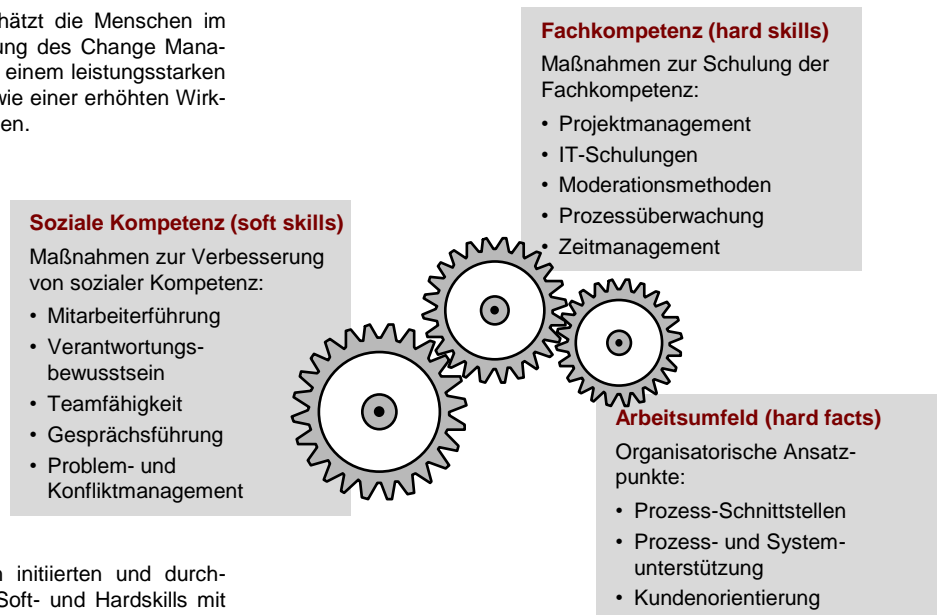 hätzt die Menschen im
ung des Change Mana-
einem leistungsstarken
wie einer erhöhten Wirk-
en.
Fachkompetenz (hard skills)
Maßnahmen zur Schulung der
Fachkompetenz:
• Projektmanagement
• IT-Schulungen
• Moderationsmethoden
• Prozessüberwachung
• Zeitmanagement
Soziale Kompetenz (soft skills)
Maßnahmen zur Verbesserung
von sozialer Kompetenz:
• Mitarbeiterführung
• Verantwortungs-
bewusstsein
• Teamfähigkeit
• Gesprächsführung
• Problem- und
Konfliktmanagement
Arbeitsumfeld (hard facts)
Organisatorische Ansatz-
punkte:
• Prozess-Schnittstellen
• Prozess- und System-
unterstützung
• Kundenorientierung
initiierten und durch-
Soft- und Hardskills mit